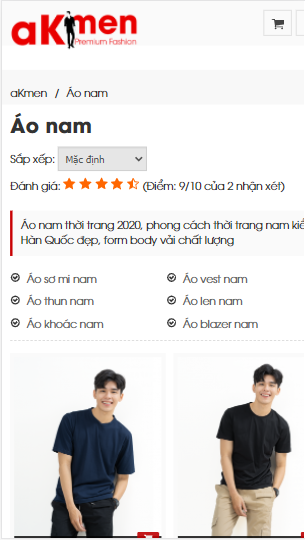 aKmen
Premium Fashion
aKmen / Áo nam
Áo nam
Sắp xếp: Mặc định
Đánh giá: (Điểm: 9/10 của 2 nhận xét)
Áo nam thời trang 2020, phong cách thời trang nam kiể
Hàn Quốc đẹp, form body vải chất lượng
Áo sơ mi nam Áo vest nam
Áo thun nam Áo len nam
Áo khoác nam Áo blazer nam